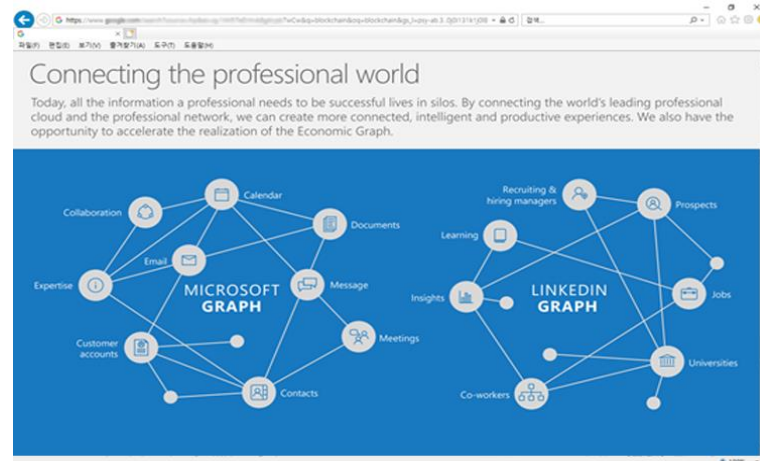 Connecting the professional world
Today, all the information a professional needs to be successful lives in silos. By connecting the world's leading professional
cloud and the professional network, we can create more connected, intelligent and productive experiences. We also have the
opportunity to accelerate the realization of the Economic Graph.
파일(F) 편집(E) 보기(V) 즐겨찾기(A) 도구(T) 도움말(H)
검색...
Collaboration
Calendar
Documents
Email
Expertise
MICROSOFT
GRAPH
Message
Customer
accounts
Meetings
Contacts
Recruiting &
hiring managers
Prospects
Learning
Insights
LINKEDIN
GRAPH
Jobs
Universities
Co-workers